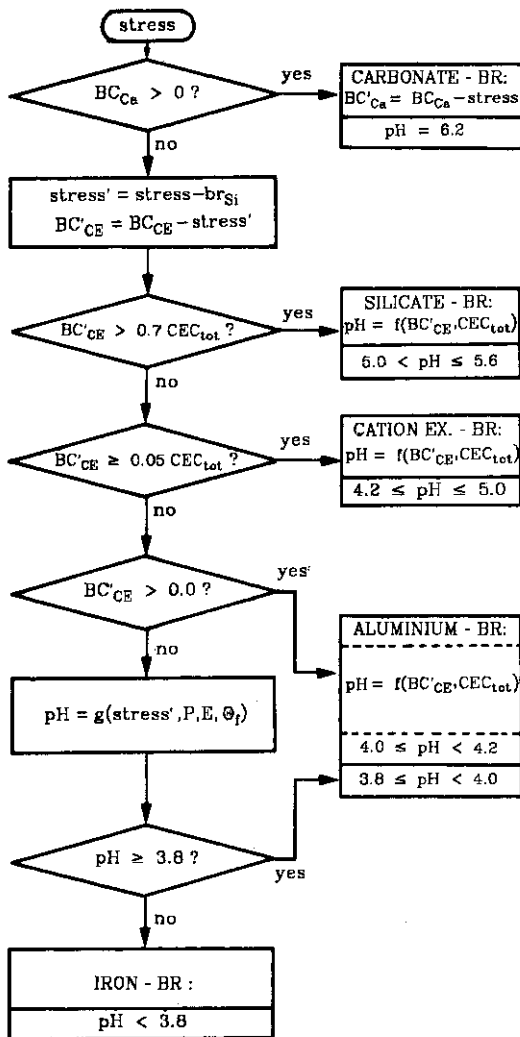 stress
BC_Ca > 0 ?
yes
CARBONATE - BR:
BC'_Ca = BC_Ca - stress
pH = 6.2
no
stress' = stress - br_Si
BC'_CE = BC_CE - stress'
BC'_CE > 0.7 CEC_tot ?
yes
SILICATE - BR:
pH = f(BC'_CE, CEC_tot)
5.0 < pH ≤ 5.6
no
BC'_CE ≥ 0.05 CEC_tot ?
yes
CATION EX. - BR:
pH = f(BC'_CE, CEC_tot)
4.2 ≤ pH ≤ 5.0
no
BC'_CE > 0.0 ?
yes
ALUMINIUM - BR:
pH = f(BC'_CE, CEC_tot)
4.0 ≤ pH < 4.2
3.8 ≤ pH < 4.0
no
pH = g(stress', P, E, Θ_f)
pH ≥ 3.8 ?
yes
no
IRON - BR :
pH < 3.8